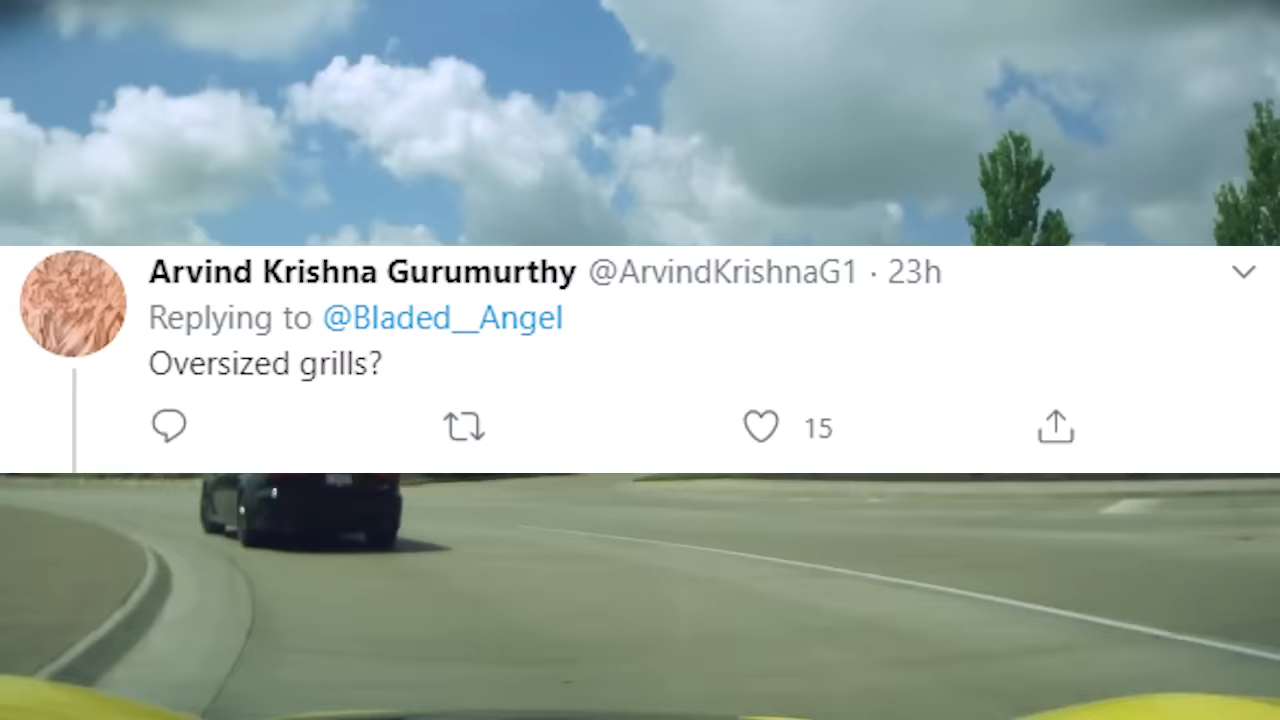 Arvind Krishna Gurumurthy @ArvindKrishnaG1 · 23h
Replying to @Bladed__Angel
Oversized grills?
15